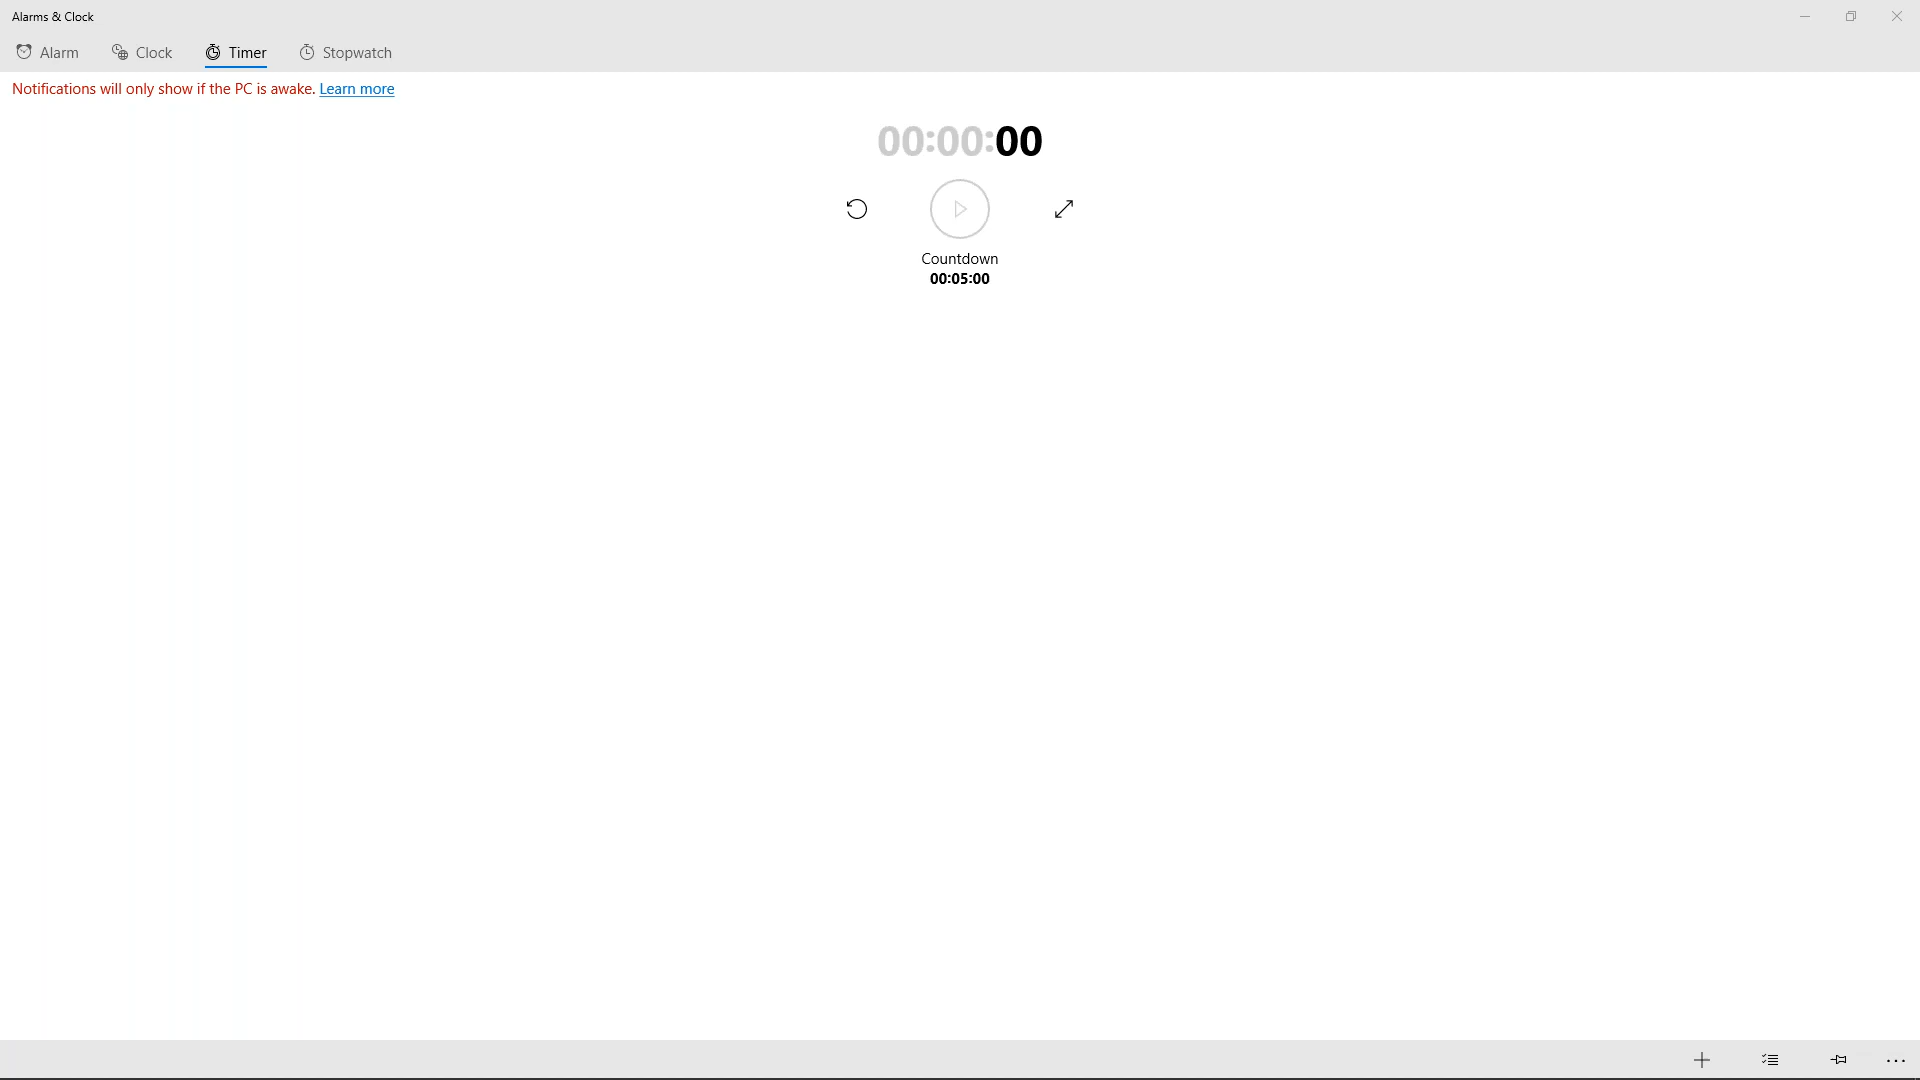 Alarms & Clock
Alarm Clock Timer Stopwatch
Notifications will only show if the PC is awake. Learn more
00:00:00
Countdown
00:05:00